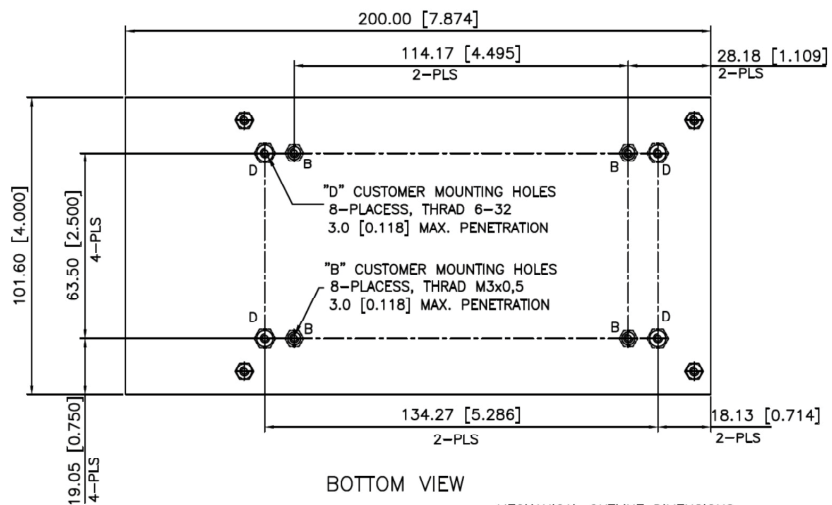 200.00 [7.874]
114.17 [4.495]
2-PLS
28.18 [1.109]
2-PLS
101.60 [4.000]
63.50 [2.500]
4-PLS
D
B
B
D
"D" CUSTOMER MOUNTING HOLES
8-PLACESS, THRAD 6-32
3.0 [0.118] MAX. PENETRATION
"B" CUSTOMER MOUNTING HOLES
8-PLACESS, THRAD M3x0,5
3.0 [0.118] MAX. PENETRATION
D
B
B
D
19.05 [0.750]
4-PLS
134.27 [5.286]
2-PLS
18.13 [0.714]
2-PLS
BOTTOM VIEW